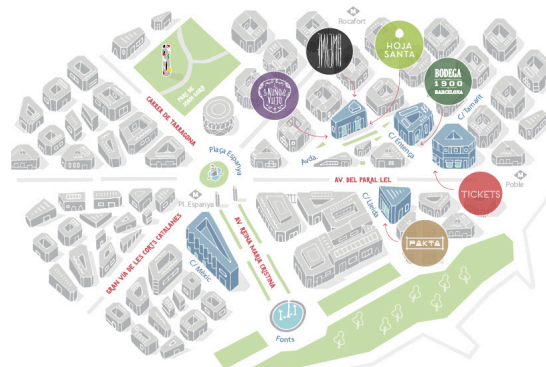 Rocafort
HOJA
SANTA
BODEGA
1900
BARCELONA
NIÑO
VIEJO
PARC DE
JOAN MIRÓ
CARRER DE TARRAGONA
C/ Tamarit
C/ Entença
Plaça Espanya
Avda.
AV. DEL PARAL·LEL
Poble
TICKETS
Pl. Espanya
C/ Lleida
PAKTA
GRAN VIA DE LES CORTS CATALANES
C/ Mèxic
AV. REINA MARIA CRISTINA
Fonts